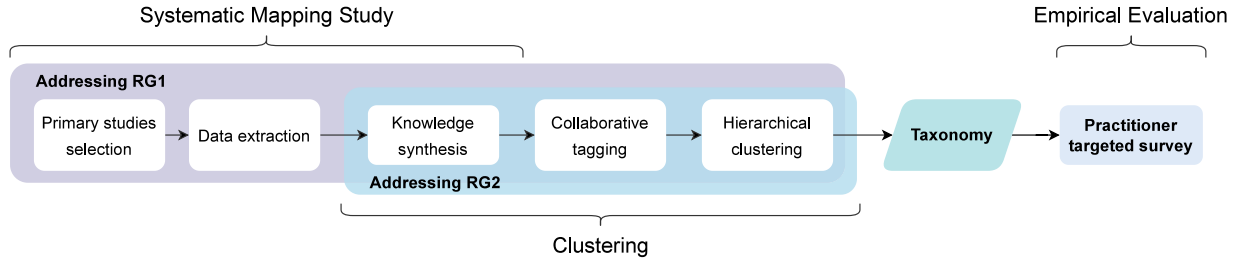 Systematic Mapping Study
Empirical Evaluation
Addressing RG1
Primary studies
selection
Data extraction
Knowledge
synthesis
Collaborative
tagging
Hierarchical
clustering
Taxonomy
Practitioner
targeted survey
Addressing RG2
Clustering